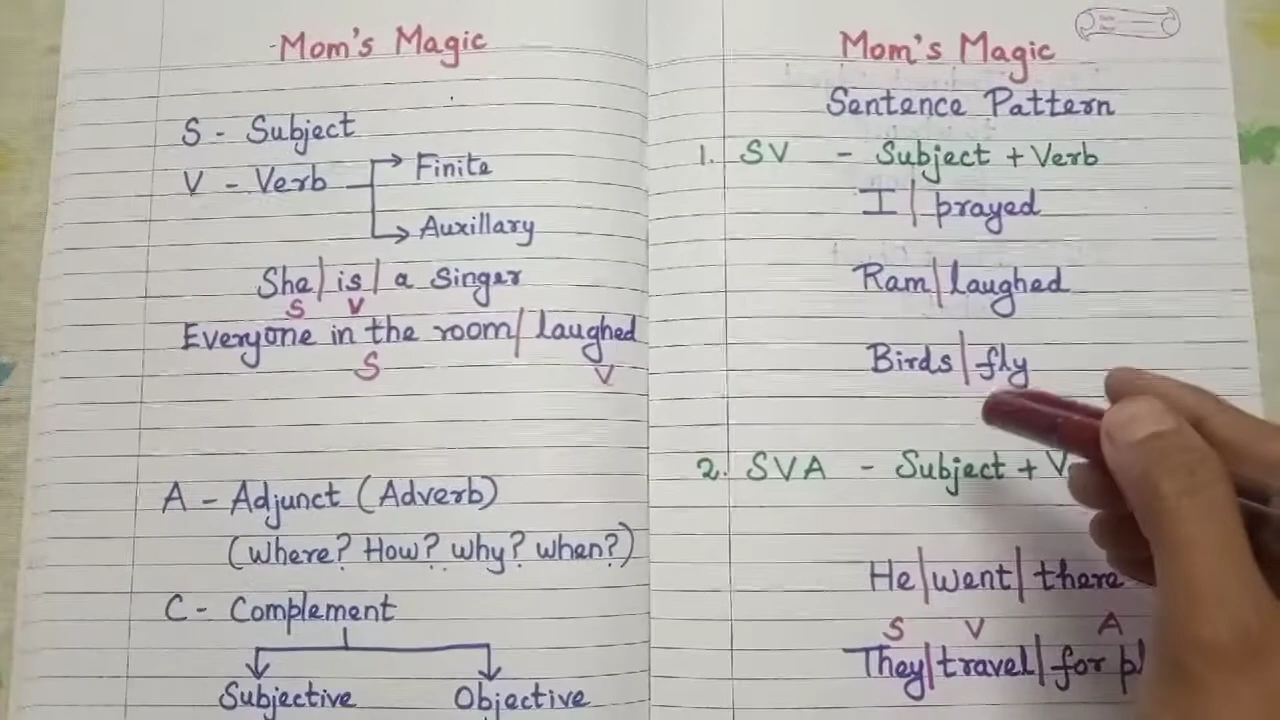 Mom's Magic
S - Subject
V - Verb
Finite
Auxillary
She| is| a singer
S V
Everyone in the room| laughed
S V
A - Adjunct (Adverb)
(Where? How? why? when?)
C - Complement
Subjective Objective
Mom's Magic
Sentence Pattern
1. SV - Subject + Verb
I | prayed
Ram | laughed
Birds | fly
2. SVA - Subject +
He | went | there
S V A
They | travel | for